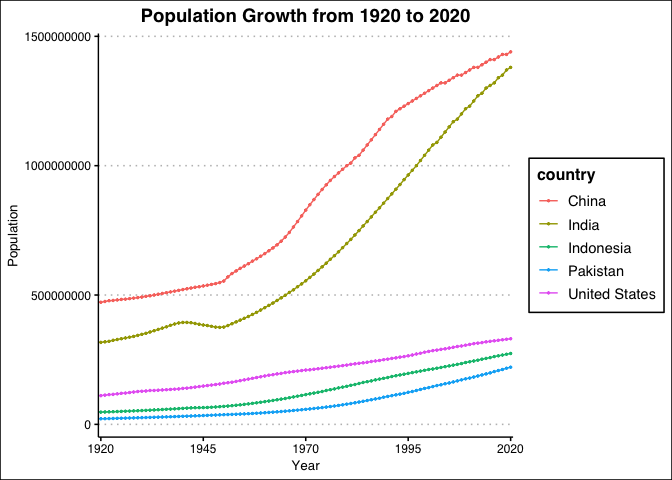 Population Growth from 1920 to 2020
1500000000
1000000000
500000000
0
Population
1920 1945 1970 1995 2020
Year
country
China
India
Indonesia
Pakistan
United States